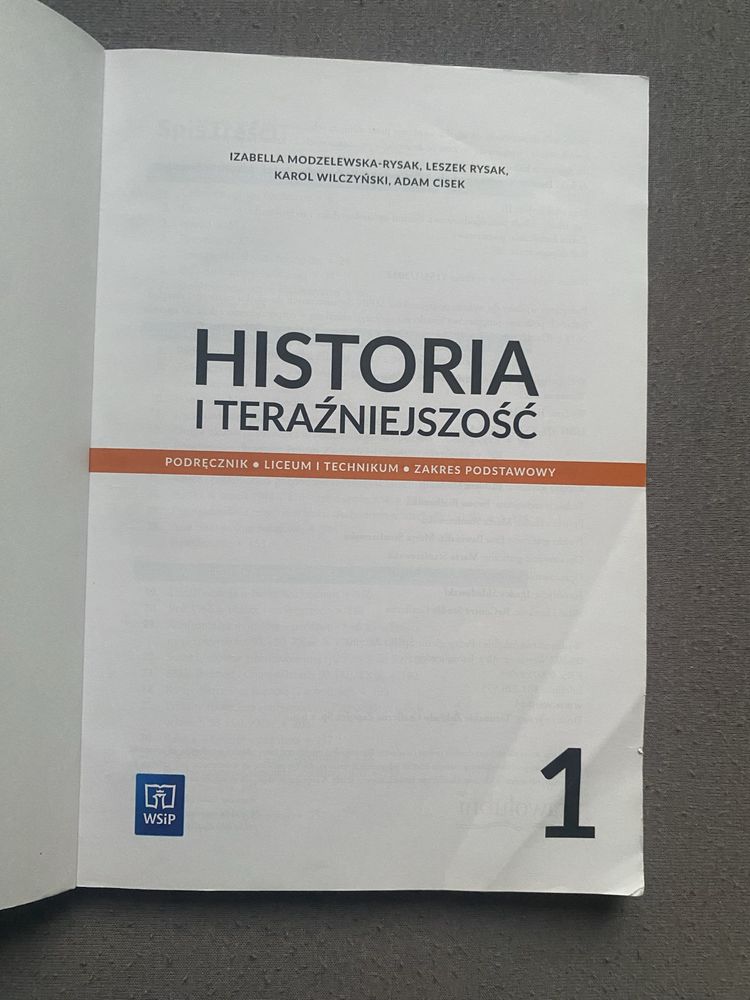 IZABELLA MODZELEWSKA-RYSAK, LESZEK RYSAK,
KAROL WILCZYŃSKI, ADAM CISEK
HISTORIA
I TERAŹNIEJSZOŚĆ
PODRĘCZNIK • LICEUM I TECHNIKUM • ZAKRES PODSTAWOWY
1
WSiP